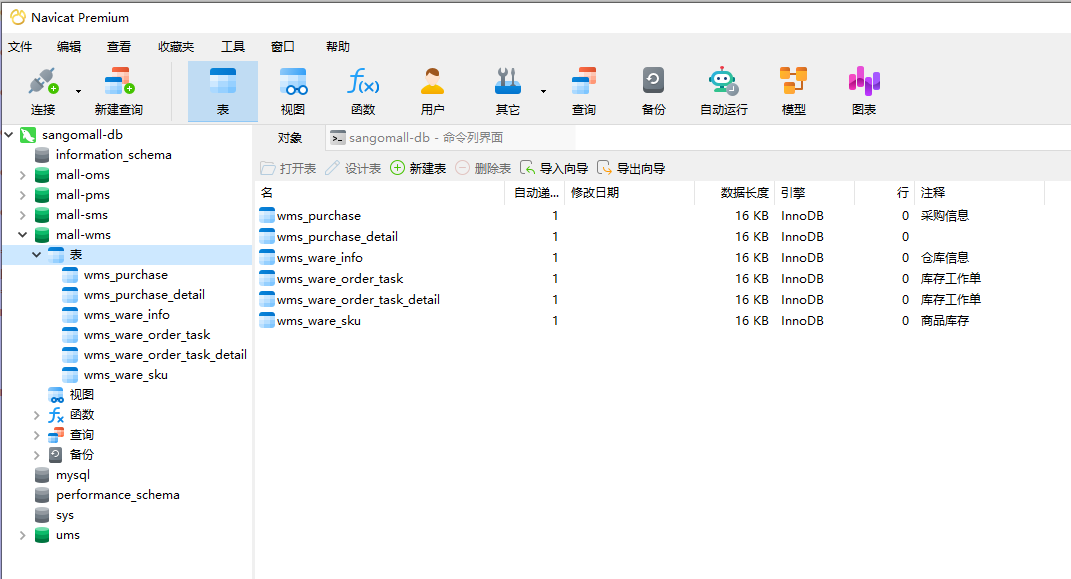 Navicat Premium
文件 编辑 查看 收藏夹 工具 窗口 帮助
连接 新建查询 表 视图 函数 用户 其它 查询 备份 自动运行 模型 图表
sangomall-db
information_schema
mall-oms
mall-pms
mall-sms
mall-wms
表
wms_purchase
wms_purchase_detail
wms_ware_info
wms_ware_order_task
wms_ware_order_task_detail
wms_ware_sku
视图
函数
查询
备份
mysql
performance_schema
sys
ums
对象 sangomall-db - 命令列界面
打开表 设计表 新建表 删除表 导入向导 导出向导
名 自动递... 修改日期 数据长度 引擎 行 注释
wms_purchase 1 16 KB InnoDB 0 采购信息
wms_purchase_detail 1 16 KB InnoDB 0
wms_ware_info 1 16 KB InnoDB 0 仓库信息
wms_ware_order_task 1 16 KB InnoDB 0 库存工作单
wms_ware_order_task_detail 1 16 KB InnoDB 0 库存工作单
wms_ware_sku 1 16 KB InnoDB 0 商品库存